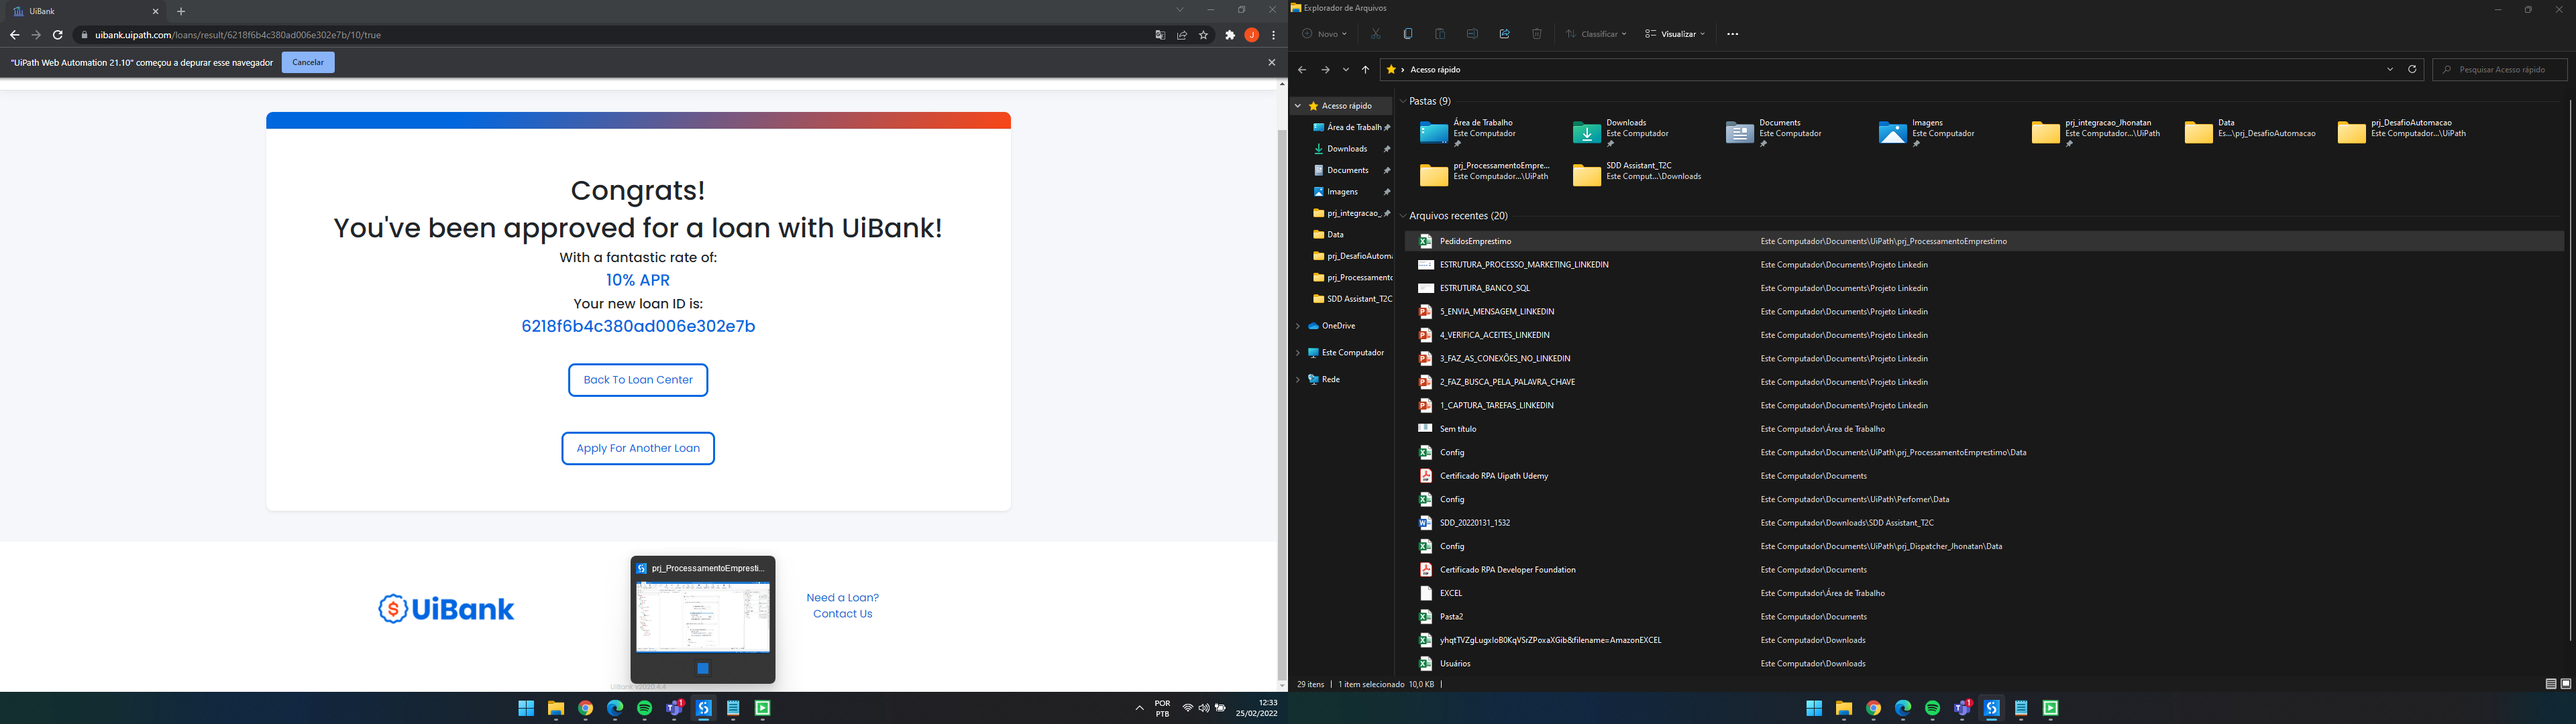 UiBank
uibank.uipath.com/loans/result/6218f6b4c380ad006e302e7b/10/true
J
"UiPath Web Automation 21.10" começou a depurar esse navegador
Cancelar
Congrats!
You've been approved for a loan with UiBank!
With a fantastic rate of:
10% APR
Your new loan ID is:
6218f6b4c380ad006e302e7b
Back To Loan Center
Apply For Another Loan
UiBank
prj_ProcessamentoEmpresti...
Need a Loan?
Contact Us
UiBank v2020.4.4
1
POR
PTB
12:33
25/02/2022
Explorador de Arquivos
Novo
Classificar
Visualizar
Acesso rápido
Pesquisar Acesso rápido
Acesso rápido
Área de Trabalh
Downloads
Documents
Imagens
prj_integracao_
Data
prj_DesafioAutoma
prj_Processamento
SDD Assistant_T2C
OneDrive
Este Computador
Rede
Pastas (9)
Área de Trabalho
Este Computador
Downloads
Este Computador
Documents
Este Computador
Imagens
Este Computador
prj_integracao_Jhonatan
Este Computador...\UiPath
Data
Es...\prj_DesafioAutomacao
prj_DesafioAutomacao
Este Computador...\UiPath
prj_ProcessamentoEmpre...
Este Computador...\UiPath
SDD Assistant_T2C
Este Comput...\Downloads
Arquivos recentes (20)
PedidosEmprestimo Este Computador\Documents\UiPath\prj_ProcessamentoEmprestimo
ESTRUTURA_PROCESSO_MARKETING_LINKEDIN Este Computador\Documents\Projeto Linkedin
ESTRUTURA_BANCO_SQL Este Computador\Documents\Projeto Linkedin
5_ENVIA_MENSAGEM_LINKEDIN Este Computador\Documents\Projeto Linkedin
4_VERIFICA_ACEITES_LINKEDIN Este Computador\Documents\Projeto Linkedin
3_FAZ_AS_CONEXÕES_NO_LINKEDIN Este Computador\Documents\Projeto Linkedin
2_FAZ_BUSCA_PELA_PALAVRA_CHAVE Este Computador\Documents\Projeto Linkedin
1_CAPTURA_TAREFAS_LINKEDIN Este Computador\Documents\Projeto Linkedin
Sem título Este Computador\Área de Trabalho
Config Este Computador\Documents\UiPath\prj_ProcessamentoEmprestimo\Data
Certificado RPA Uipath Udemy Este Computador\Documents
Config Este Computador\Documents\UiPath\Perfomer\Data
SDD_20220131_1532 Este Computador\Downloads\SDD Assistant_T2C
Config Este Computador\Documents\UiPath\prj_Dispatcher_Jhonatan\Data
Certificado RPA Developer Foundation Este Computador\Documents
EXCEL Este Computador\Área de Trabalho
Pasta2 Este Computador\Documents
yhqtTVZgLugxIoB0KqVSrZPoxaXGib&filename=AmazonEXCEL Este Computador\Downloads
Usuários Este Computador\Downloads
29 itens 1 item selecionado 10,0 KB
1